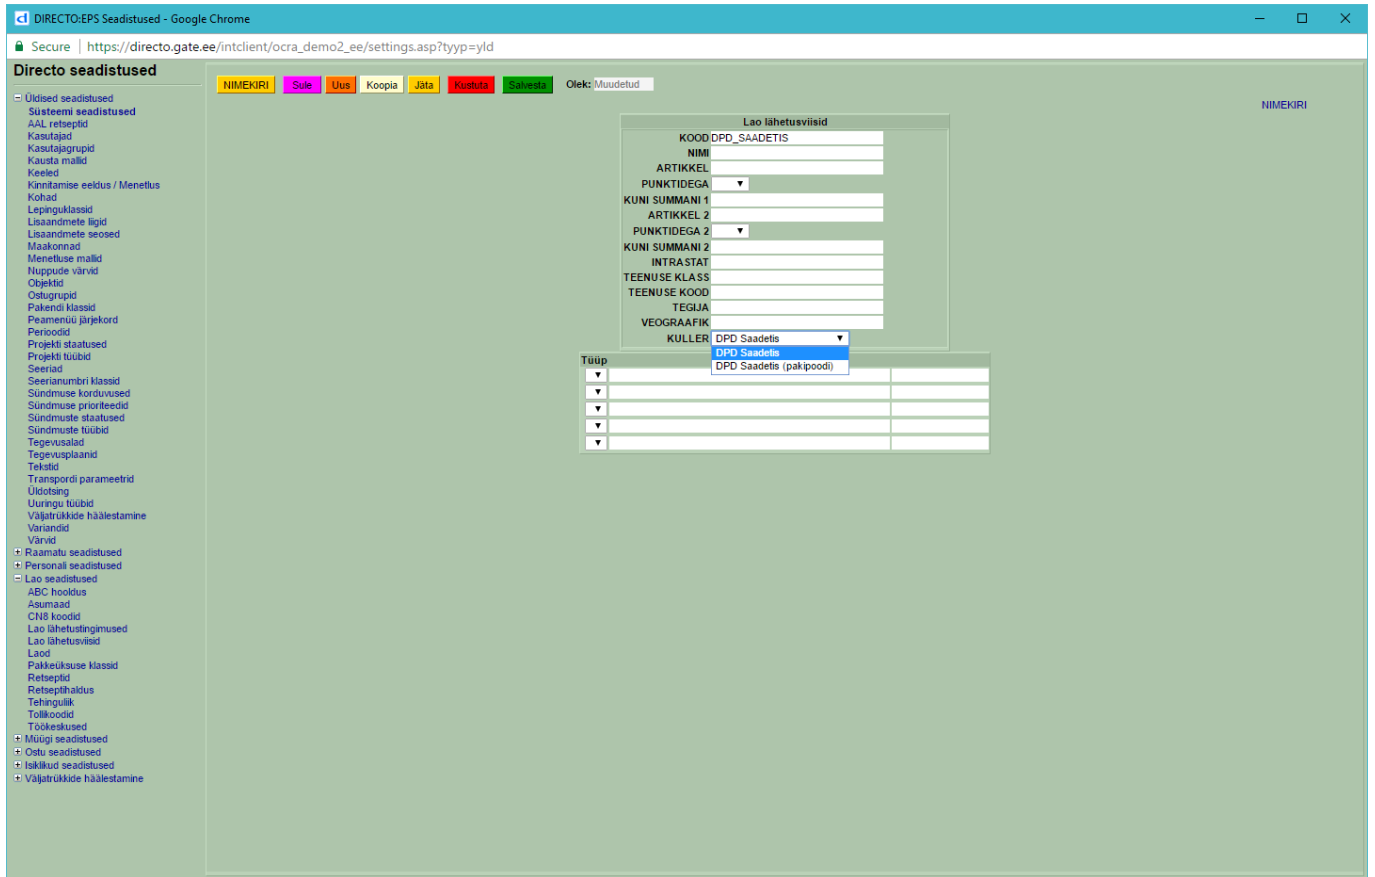 DIRECTO:EPS Seadistused - Google Chrome
Secure | https://directo.gate.ee/intclient/ocra_demo2_ee/settings.asp?tyyp=yld
Directo seadistused
Üldised seadistused
Süsteemi seadistused
AAL retseptid
Kasutajad
Kasutajagrupid
Kausta mallid
Keeled
Kinnitamise eeldus / Menetlus
Kohad
Lepinguklassid
Lisaandmete liigid
Lisaandmete seosed
Maakonnad
Menetluse mallid
Nuppude värvid
Objektid
Ostugrupid
Pakendi klassid
Peamenüü järjekord
Perioodid
Projekti staatused
Projekti tüübid
Seeriad
Seerianumbri klassid
Sündmuse korduvused
Sündmuse prioriteedid
Sündmuste staatused
Sündmuste tüübid
Tegevusalad
Tegevusplaanid
Tekstid
Transpordi parameetrid
Üldotsing
Uuringu tüübid
Väljatrükkide häälestamine
Variandid
Värvid
Raamatu seadistused
Personali seadistused
Lao seadistused
ABC hooldus
Asumaad
CN8 koodid
Lao lähetustingimused
Lao lähetusviisid
Laod
Pakkeüksuse klassid
Retseptid
Retseptihaldus
Tehinguliik
Tollikoodid
Töökeskused
Müügi seadistused
Ostu seadistused
Isiklikud seadistused
Väljatrükkide häälestamine
NIMEKIRI Sule Uus Koopia Jäta Kustuta Salvesta Olek: Muudetud
NIMEKIRI
Lao lähetusviisid
KOOD DPD_SAADETIS
NIMI
ARTIKKEL
PUNKTIDEGA
KUNI SUMMANI 1
ARTIKKEL 2
PUNKTIDEGA 2
KUNI SUMMANI 2
INTRASTAT
TEENUSE KLASS
TEENUSE KOOD
TEGIJA
VEOGRAAFIK
KULLER DPD Saadetis
DPD Saadetis
DPD Saadetis (pakipoodi)
Tüüp